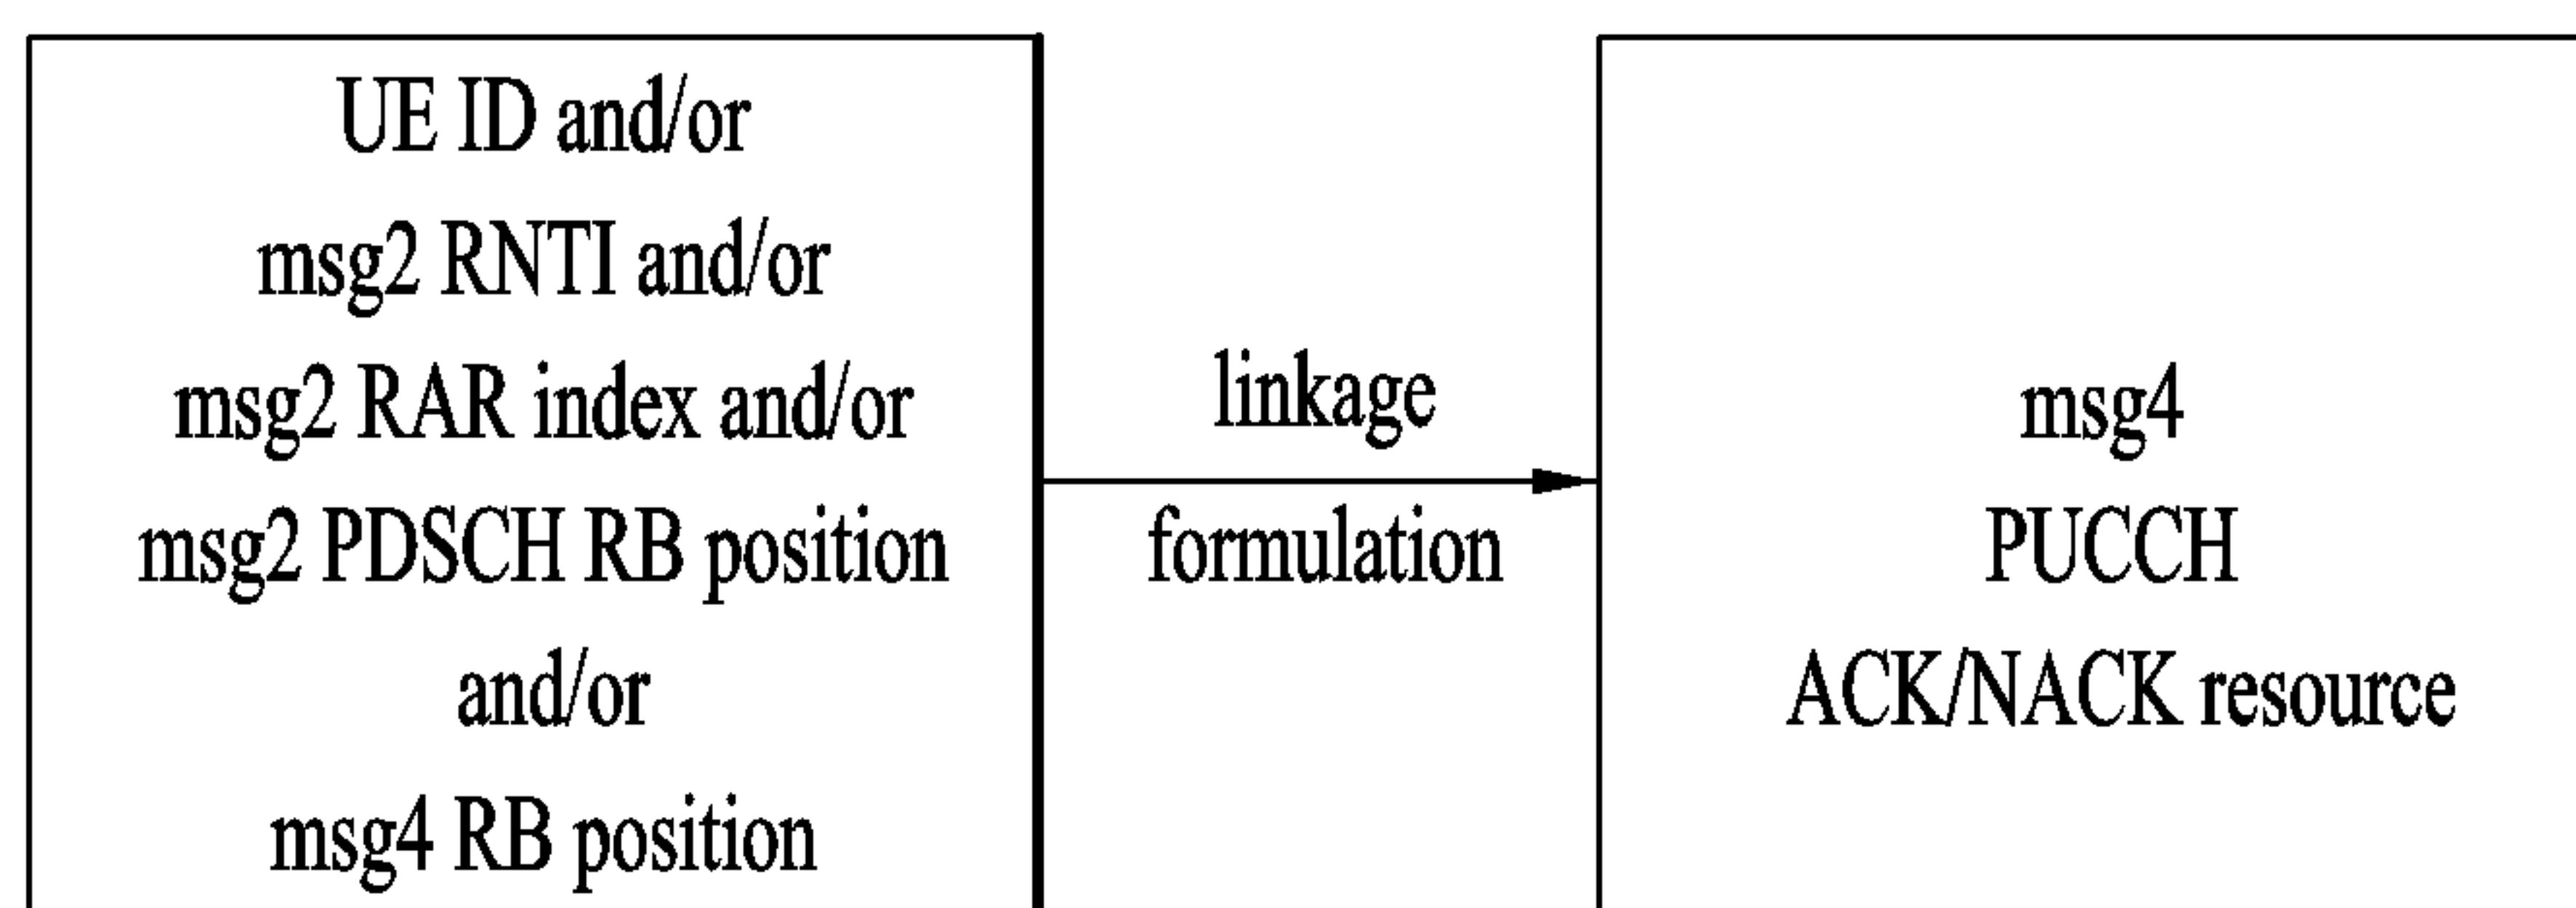 UE ID and/or
msg2 RNTI and/or
msg2 RAR index and/or
msg2 PDSCH RB position
and/or
msg4 RB position
linkage
formulation
msg4
PUCCH
ACK/NACK resource